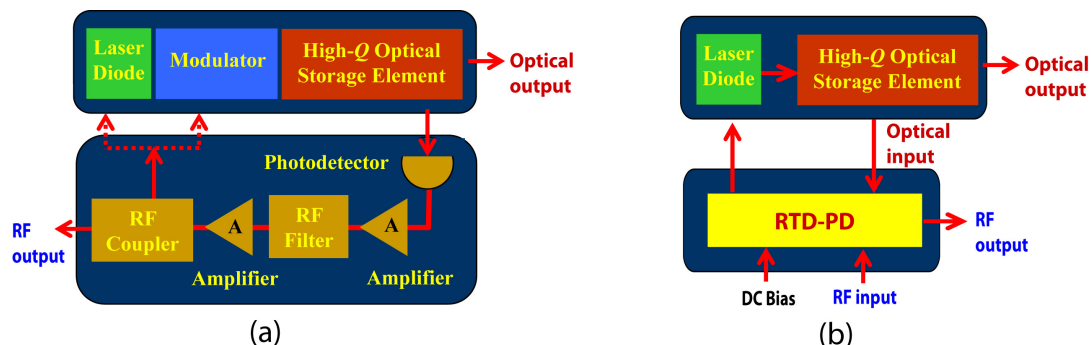 Laser
Diode
Modulator
High-Q Optical
Storage Element
Optical
output
Photodetector
RF
output
RF
Coupler
A
RF
Filter
A
Amplifier
Amplifier
(a)
Laser
Diode
High-Q Optical
Storage Element
Optical
output
Optical
input
RTD-PD
RF
output
DC Bias
RF input
(b)